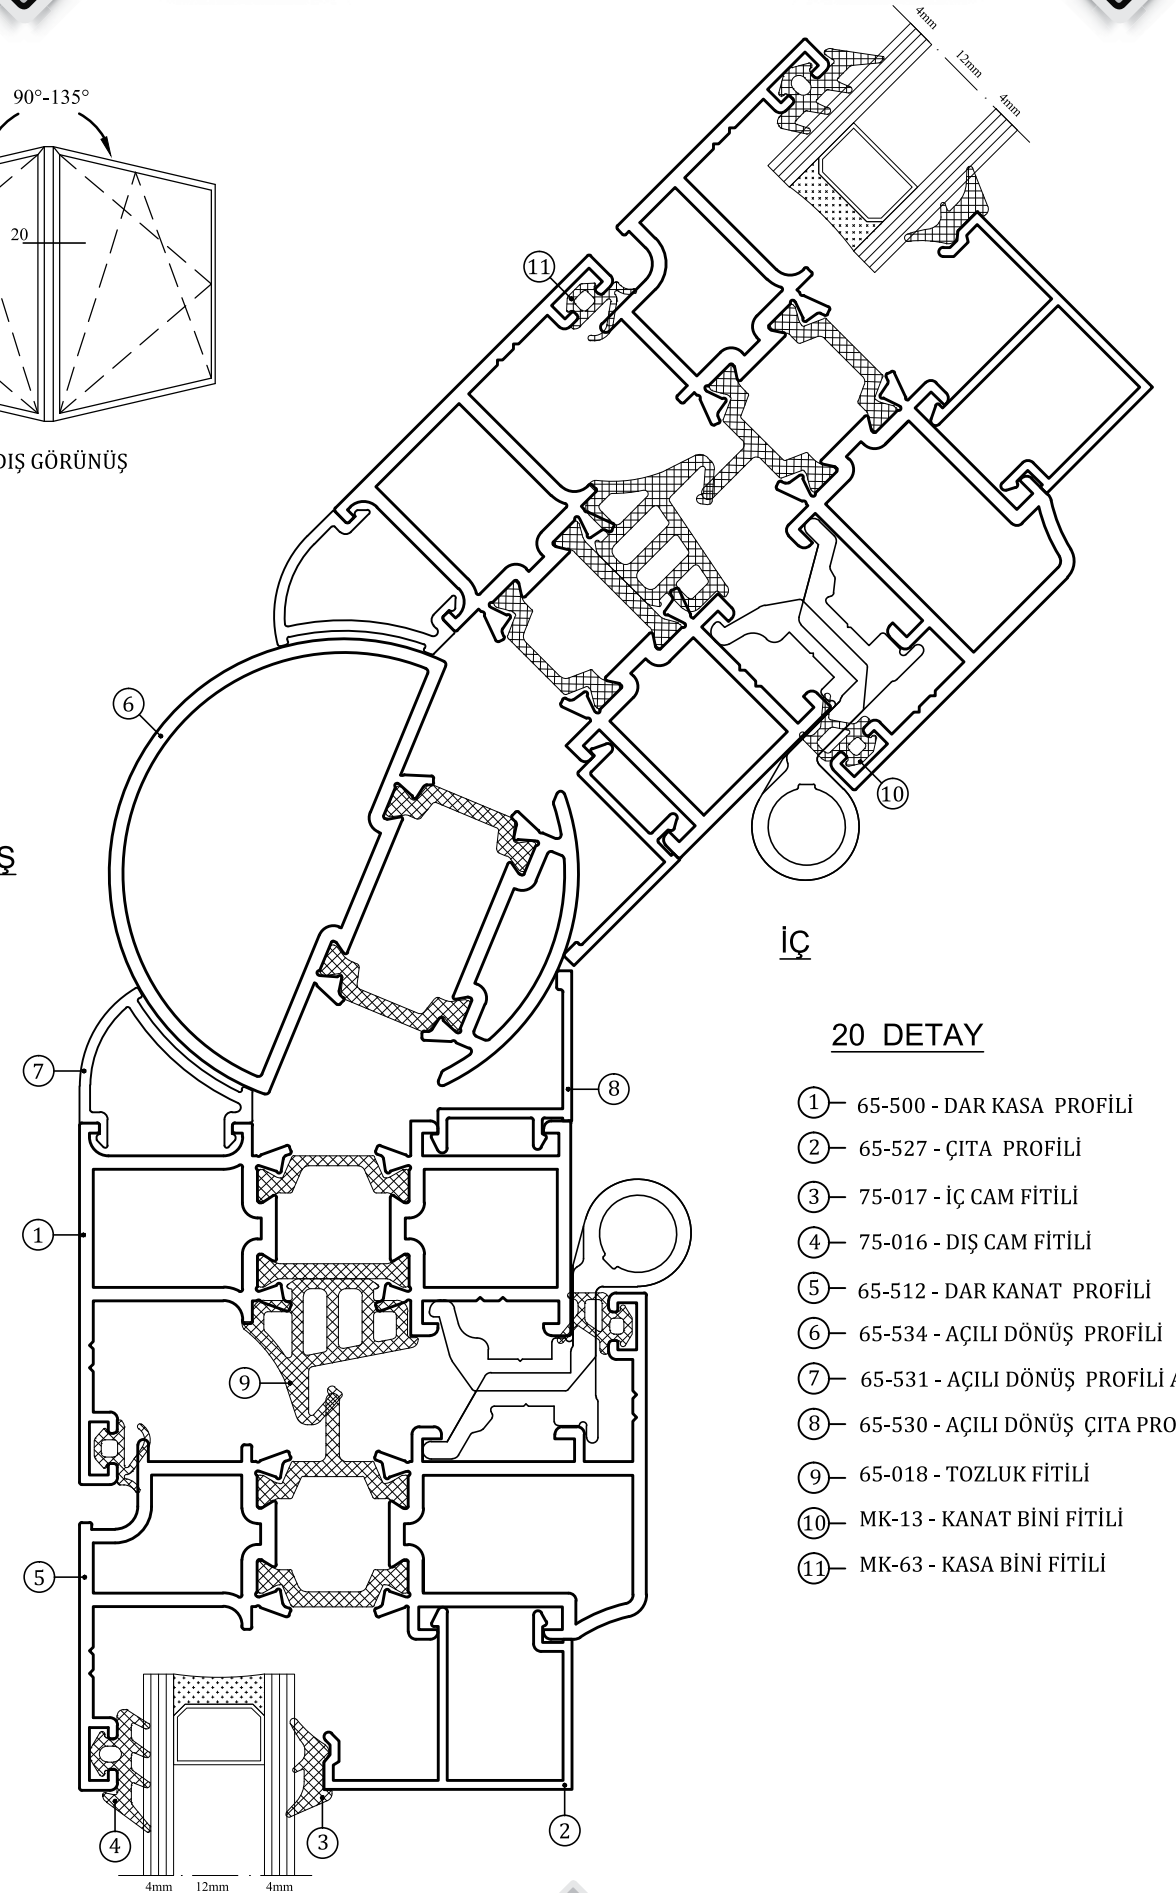 4mm
12mm
4mm
90°-135°
20
DIŞ GÖRÜNÜŞ
11
6
10
Ş
İÇ
20 DETAY
7
8
1
9
5
4
3
2
4mm
12mm
4mm
1 65-500 - DAR KASA PROFİLİ
2 65-527 - ÇITA PROFİLİ
3 75-017 - İÇ CAM FİTİLİ
4 75-016 - DIŞ CAM FİTİLİ
5 65-512 - DAR KANAT PROFİLİ
6 65-534 - AÇILI DÖNÜŞ PROFİLİ
7 65-531 - AÇILI DÖNÜŞ PROFİLİ A
8 65-530 - AÇILI DÖNÜŞ ÇITA PRO
9 65-018 - TOZLUK FİTİLİ
10 MK-13 - KANAT BİNİ FİTİLİ
11 MK-63 - KASA BİNİ FİTİLİ